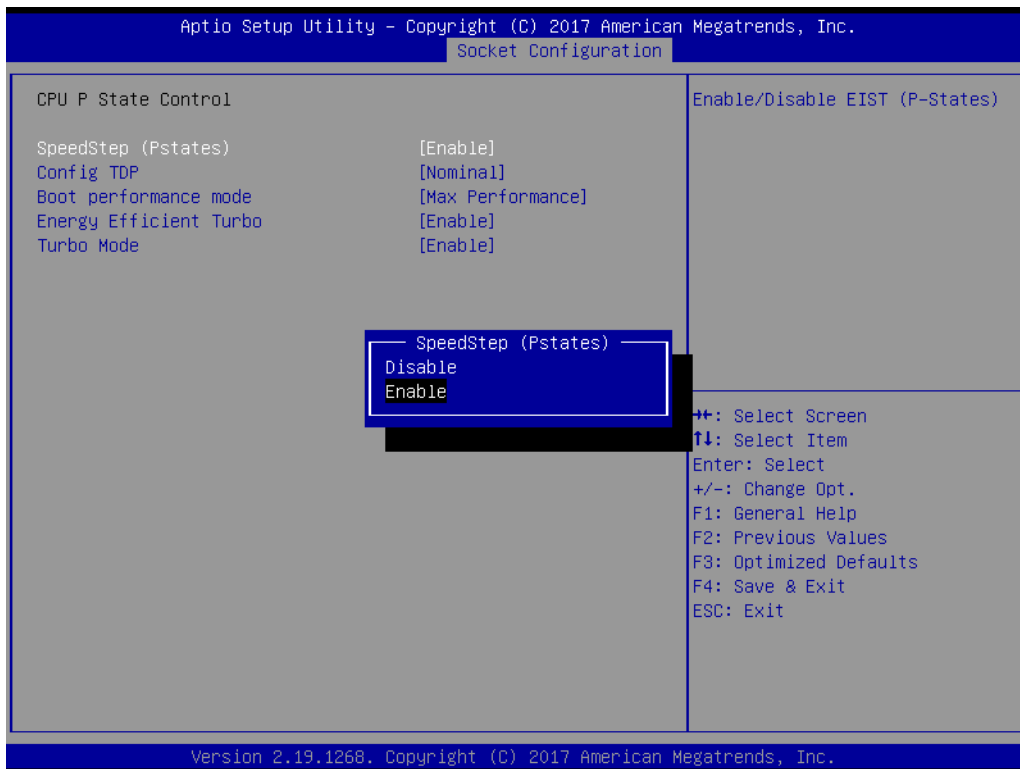 Aptio Setup Utility – Copyright (C) 2017 American Megatrends, Inc.
Socket Configuration
CPU P State Control
SpeedStep (Pstates) [Enable]
Config TDP [Nominal]
Boot performance mode [Max Performance]
Energy Efficient Turbo [Enable]
Turbo Mode [Enable]
SpeedStep (Pstates)
Disable
Enable
Enable/Disable EIST (P-States)
→←: Select Screen
↑↓: Select Item
Enter: Select
+/-: Change Opt.
F1: General Help
F2: Previous Values
F3: Optimized Defaults
F4: Save & Exit
ESC: Exit
Version 2.19.1268. Copyright (C) 2017 American Megatrends, Inc.